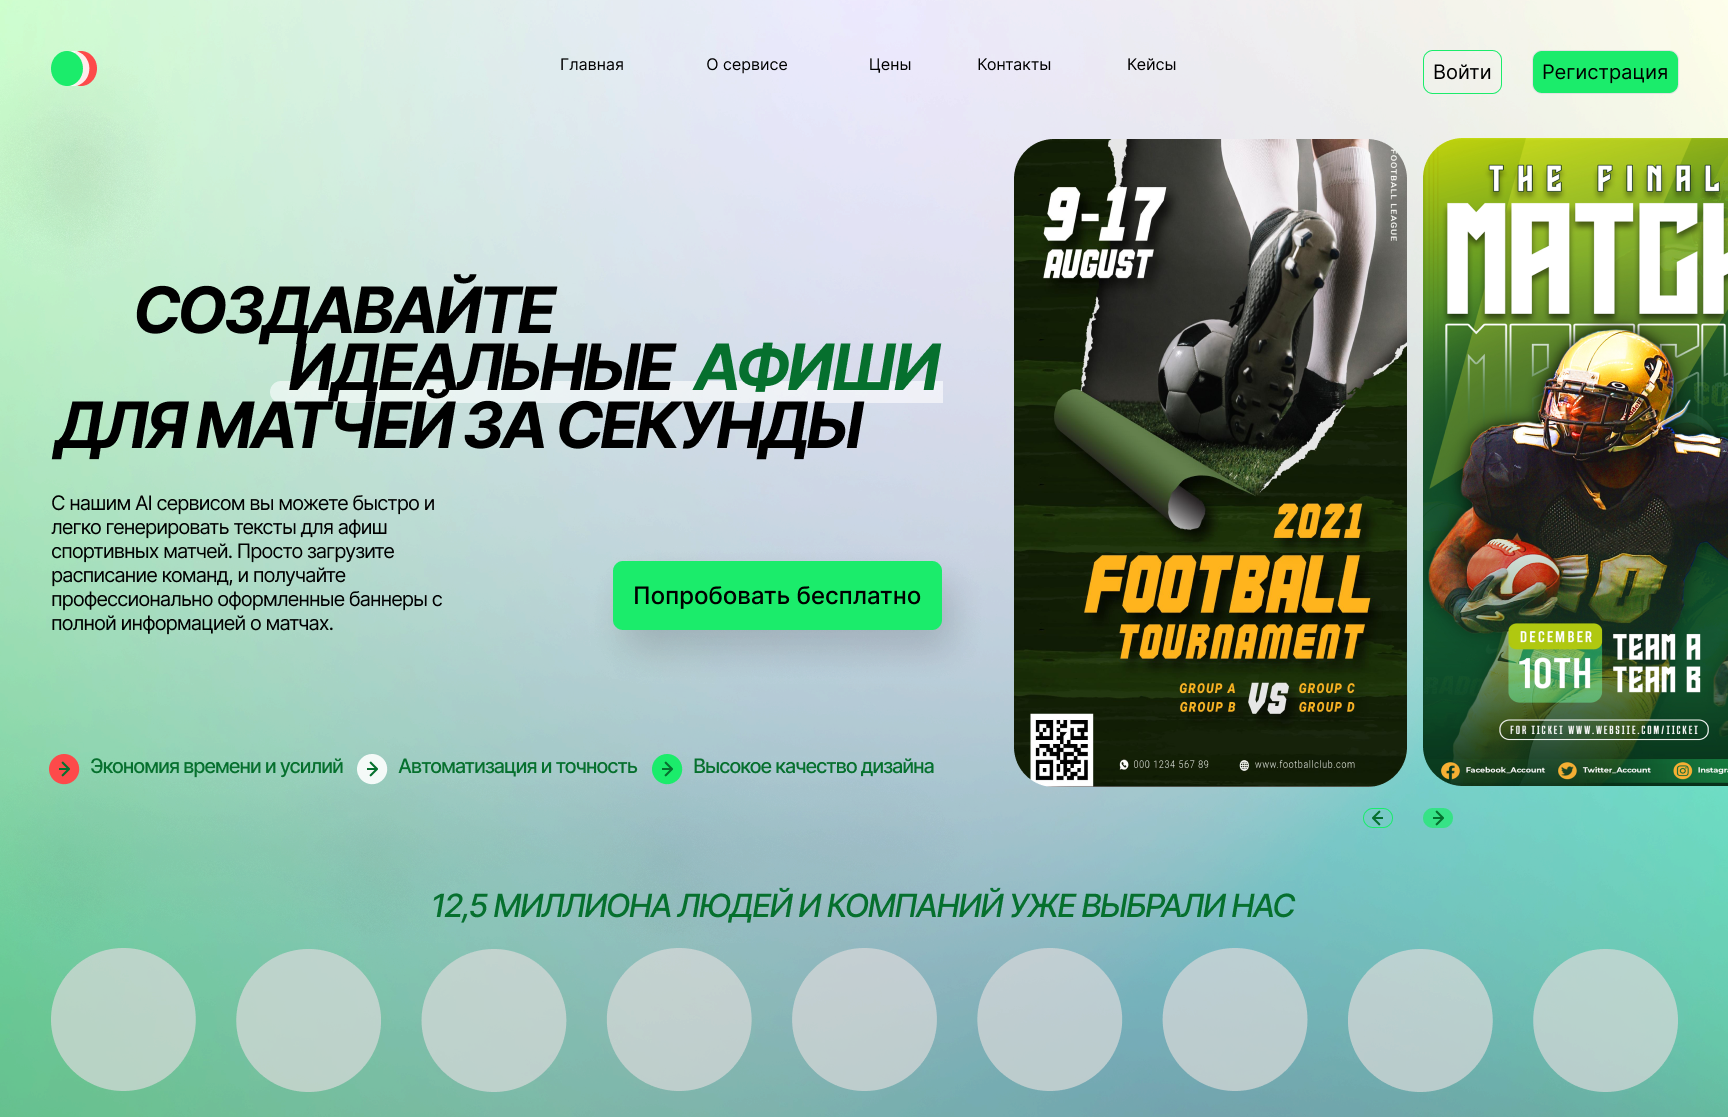 Главная
О сервисе
Цены
Контакты
Кейсы
Войти
Регистрация
СОЗДАВАЙТЕ
ИДЕАЛЬНЫЕ АФИШИ
ДЛЯ МАТЧЕЙ ЗА СЕКУНДЫ
С нашим AI сервисом вы можете быстро и
легко генерировать тексты для афиш
спортивных матчей. Просто загрузите
расписание команд, и получайте
профессионально оформленные баннеры с
полной информацией о матчах.
Попробовать бесплатно
Экономия времени и усилий
Автоматизация и точность
Высокое качество дизайна
FOOTBALL LEAGUE
9-17
AUGUST
2021
FOOTBALL
TOURNAMENT
GROUP A
GROUP B
VS
GROUP C
GROUP D
000 1234 567 89
www.footballclub.com
THE FINAL
MATCH
DECEMBER
10TH
TEAM A
TEAM B
FOR TICKET WWW.WEBSITE.COM/TICKET
Facebook_Account
Twitter_Account
12,5 МИЛЛИОНА ЛЮДЕЙ И КОМПАНИЙ УЖЕ ВЫБРАЛИ НАС